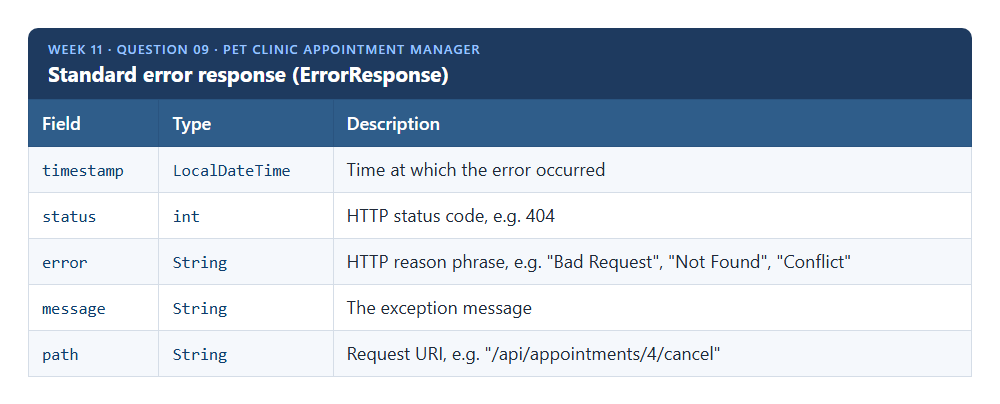 WEEK 11 · QUESTION 09 · PET CLINIC APPOINTMENT MANAGER
Standard error response (ErrorResponse)
Field Type Description
timestamp LocalDateTime Time at which the error occurred
status int HTTP status code, e.g. 404
error String HTTP reason phrase, e.g. "Bad Request", "Not Found", "Conflict"
message String The exception message
path String Request URI, e.g. "/api/appointments/4/cancel"